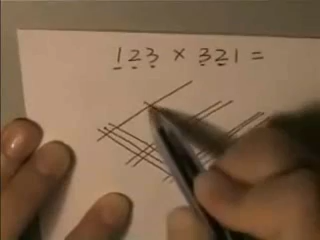 123 × 321 =